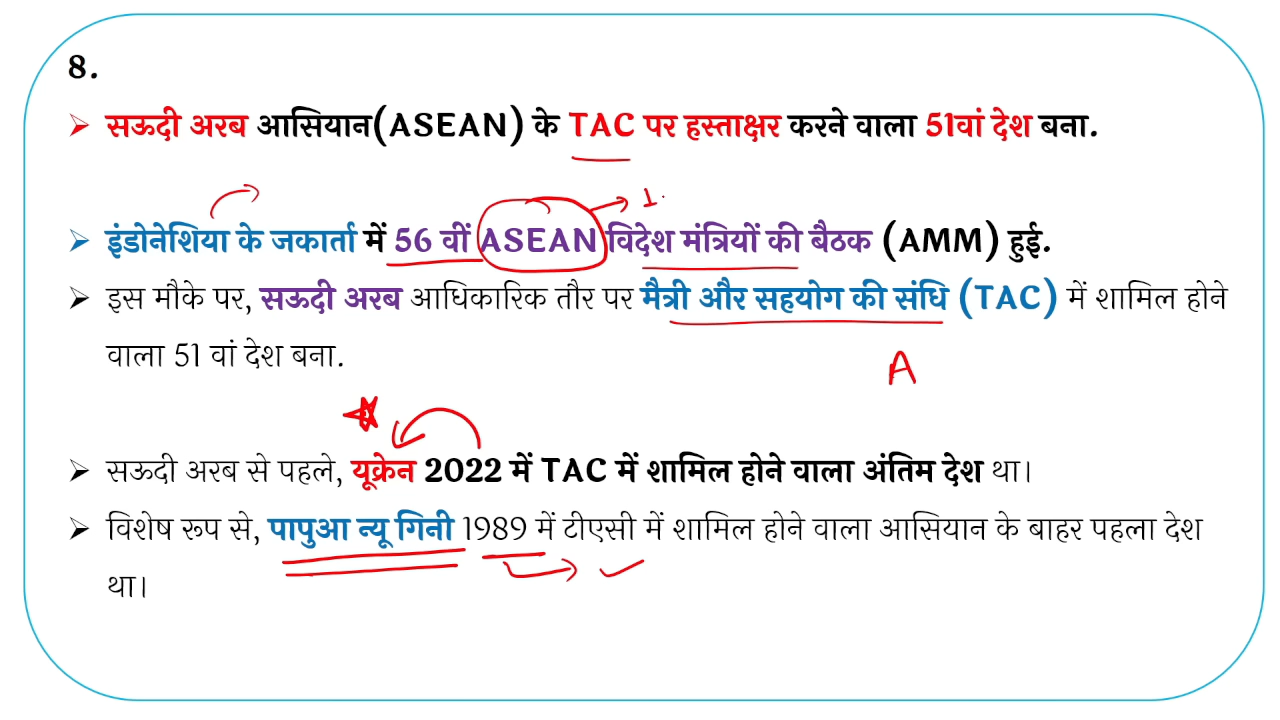 8.
➢ सऊदी अरब आसियान(ASEAN) के TAC पर हस्ताक्षर करने वाला 51वां देश बना.
1.
➢ इंडोनेशिया के जकार्ता में 56 वीं ASEAN विदेश मंत्रियों की बैठक (AMM) हुई.
➢ इस मौके पर, सऊदी अरब आधिकारिक तौर पर मैत्री और सहयोग की संधि (TAC) में शामिल होने
वाला 51 वां देश बना.
A
➢ सऊदी अरब से पहले, यूक्रेन 2022 में TAC में शामिल होने वाला अंतिम देश था।
➢ विशेष रूप से, पापुआ न्यू गिनी 1989 में टीएसी में शामिल होने वाला आसियान के बाहर पहला देश
था।